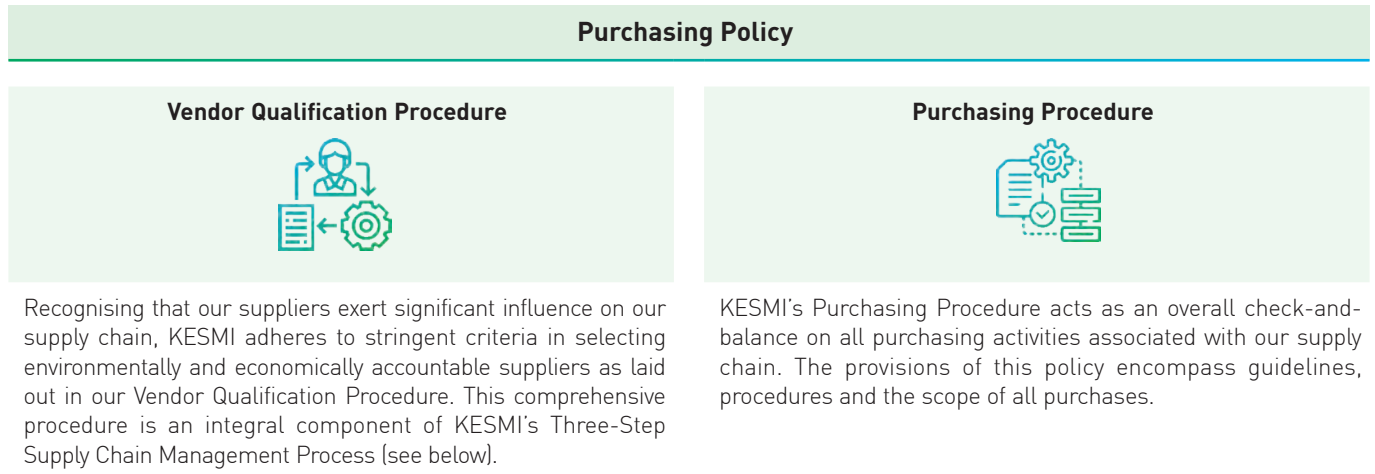 Purchasing Policy
Vendor Qualification Procedure
Recognising that our suppliers exert significant influence on our
supply chain, KESMI adheres to stringent criteria in selecting
environmentally and economically accountable suppliers as laid
out in our Vendor Qualification Procedure. This comprehensive
procedure is an integral component of KESMI's Three-Step
Supply Chain Management Process (see below).
Purchasing Procedure
KESMI's Purchasing Procedure acts as an overall check-and-
balance on all purchasing activities associated with our supply
chain. The provisions of this policy encompass guidelines,
procedures and the scope of all purchases.